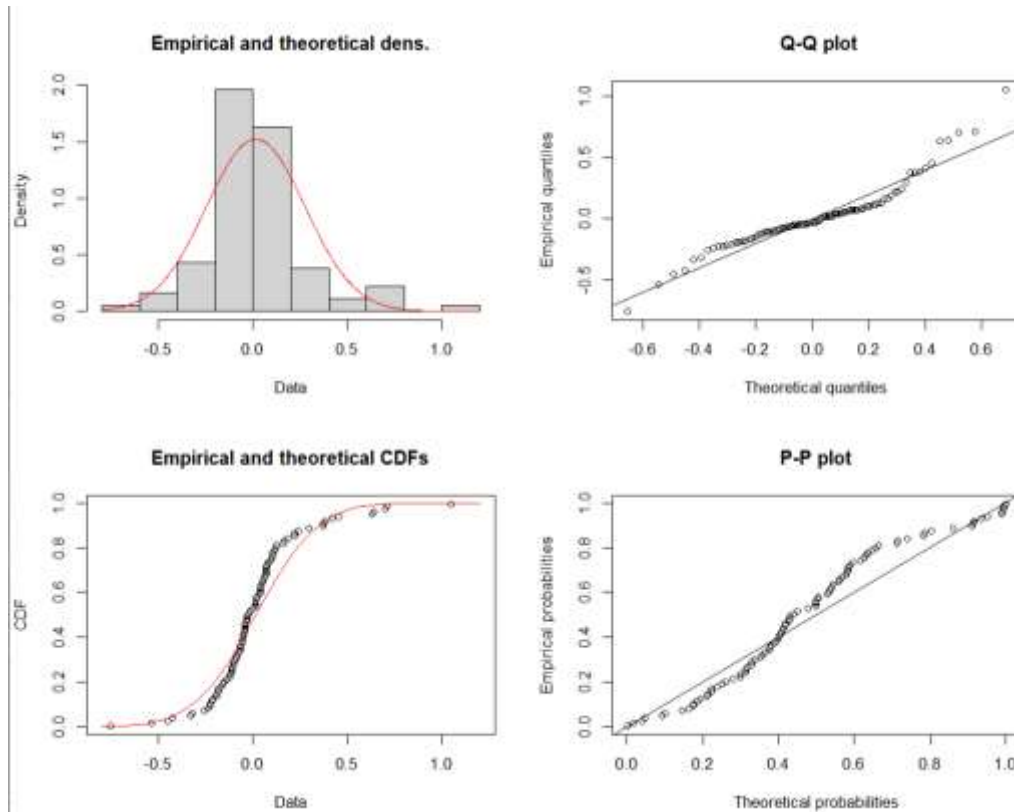 Empirical and theoretical dens.
Density
0.0 0.5 1.0 1.5 2.0
-0.5 0.0 0.5 1.0
Data
Q-Q plot
Empirical quantiles
-0.5 0.0 0.5 1.0
-0.6 -0.4 -0.2 0.0 0.2 0.4 0.6
Theoretical quantiles
Empirical and theoretical CDFs
CDF
0.0 0.2 0.4 0.6 0.8 1.0
-0.5 0.0 0.5 1.0
Data
P-P plot
Empirical probabilities
0.0 0.2 0.4 0.6 0.8 1.0
0.0 0.2 0.4 0.6 0.8 1.0
Theoretical probabilities